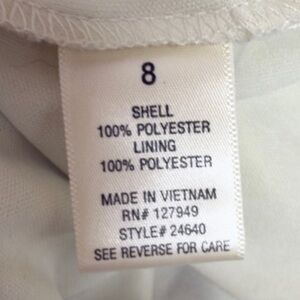 8
SHELL
100% POLYESTER
LINING
100% POLYESTER
MADE IN VIETNAM
RN# 127949
STYLE# 24640
SEE REVERSE FOR CARE